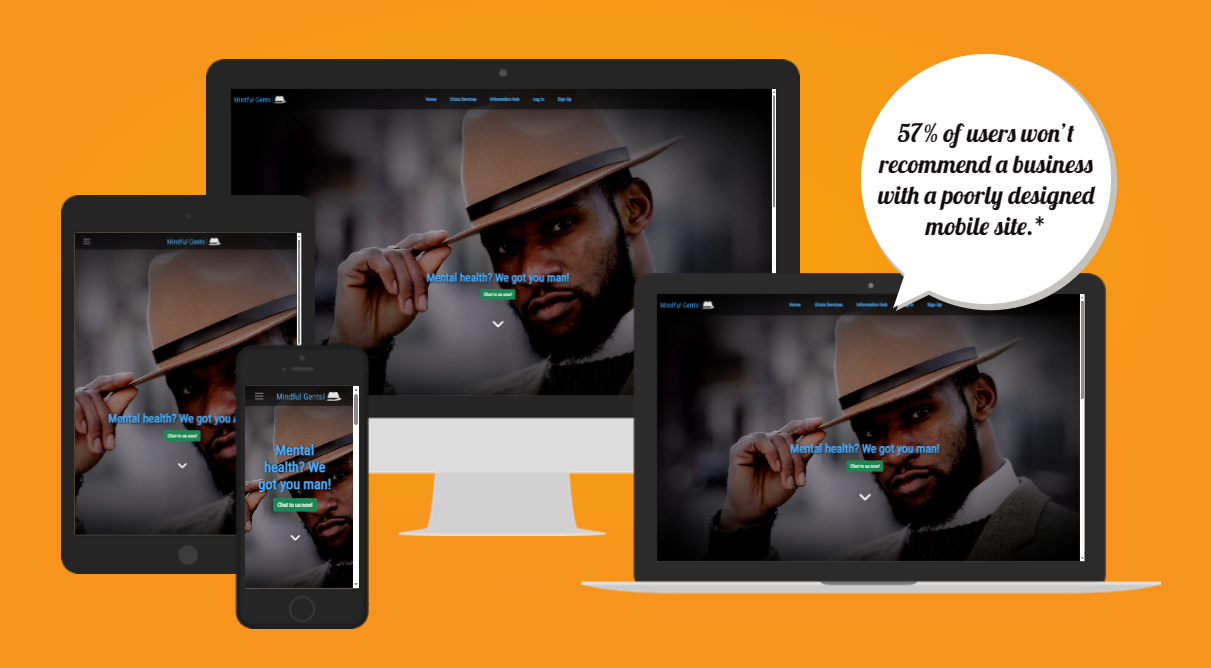 Mindful Gents
Home Crisis Services Information Hub Log In Sign Up
Mental health? We got you man!
Chat to us now!
57% of users won't
recommend a business
with a poorly designed
mobile site.*
Mindful Gents
Mental health? We got you
Chat to us now!
Mindful Gents
Mental
health? We
got you man!
Chat to us now!
Mindful Gents
Home Crisis Services Information Hub Sign Up
Mental health? We got you man!
Chat to us now!